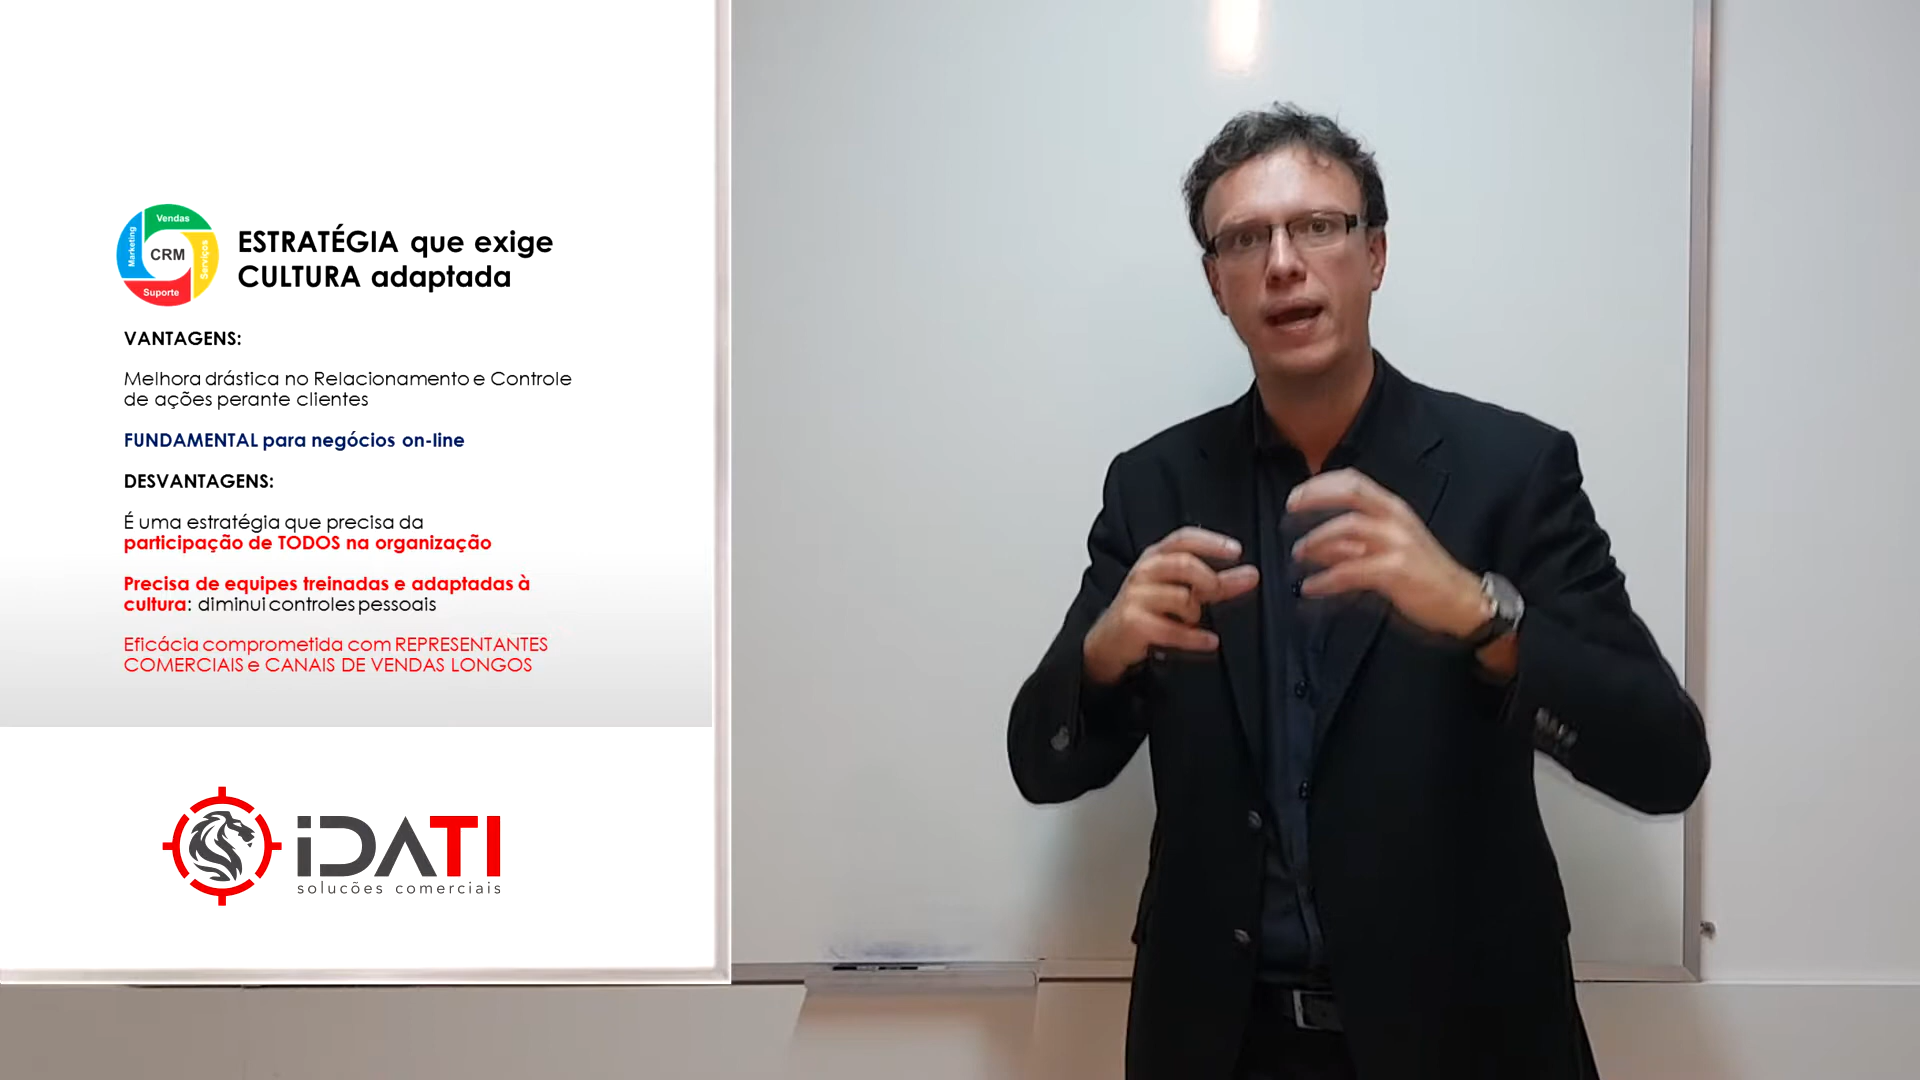 Vendas
Marketing
CRM
Serviços
Suporte
ESTRATÉGIA que exige
CULTURA adaptada
VANTAGENS:
Melhora drástica no Relacionamento e Controle
de ações perante clientes
FUNDAMENTAL para negócios on-line
DESVANTAGENS:
É uma estratégia que precisa da
participação de TODOS na organização
Precisa de equipes treinadas e adaptadas à
cultura: diminui controles pessoais
Eficácia comprometida com REPRESENTANTES
COMERCIAIS e CANAIS DE VENDAS LONGOS
iDATI
soluções comerciais